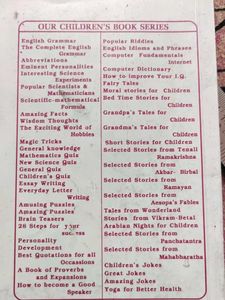 OUR CHILDREN'S BOOK SERIES
English Grammar
The Complete English
Grammar
Abbreviations
Eminent Personalities
Interesting Science
Experiments
Popular Scientists &
Mathematicians
Scientific-mathematical
Formula
Amazing Facts
Wisdom Thoughts
The Exciting World of
Hobbies
Magic Tricks
General Knowledge
Mathematics Quiz
New Science Quiz
General Quiz
Children's Quiz
Essay Writing
Everyday Letter
Writing
Amusing Puzzles
Amazing Puzzles
Brain Teasers
28 Steps for
Personality
Development
Best Quotations for all
Occassions
A Book of Proverbs
and Expansions
How to become a Good
Speaker
Popular Riddles
English Idioms and Phrases
Computer Fundamentals
Internet
Computer Dictionary
How to improve Your I.Q.
Fairy Tales
Moral stories for Children
Bed Time Stories for
Children
Grandpa's Tales for
Children
Grandma's Tales for
Children
Short Stories for Children
Selected Stories from Tenali
Ramakrishna
Selected Stories from
Akbar- Birbal
Selected Stories from
Ramayan
Selected Stories from
Aesopa's Fables
Tales from Wonderland
Stories from Vikram-Betal
Arabian Nights for Children
Selected Stories from
Panchatantra
Selected Stories from
Mahabharatha
Children's Jokes
Great Jokes
Amazing Jokes
Yoga for Better Health